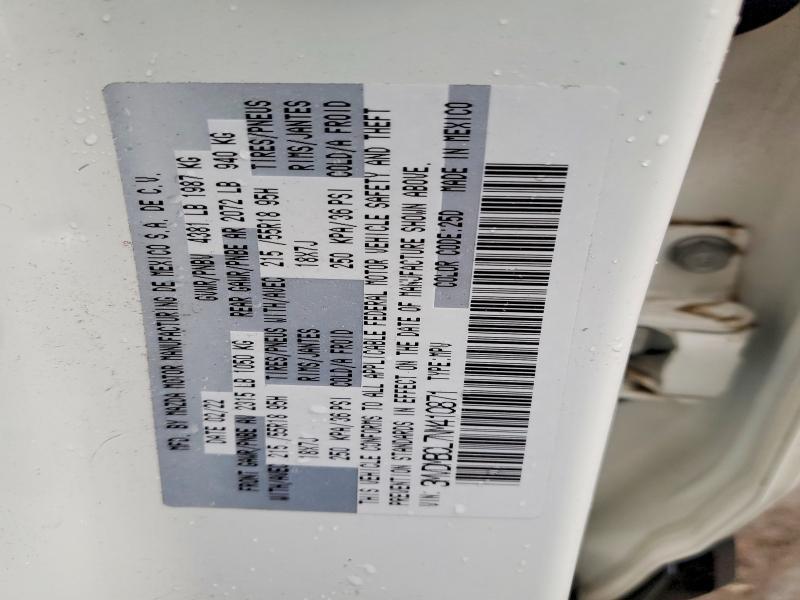 MFG. BY MAZDA MOTOR MANUFACTURING DE MEXICO S.A. DE C.V.
DATE 02/22 GVWR/PNBV 4381 LB 1987 KG
FRONT GAWR/PNBE AV 2315 LB 1050 KG REAR GAWR/PNBE AR 2072 LB 940 KG
WITH/AVEC 215/55R18 95H TIRES/PNEUS WITH/AVEC 215/55R18 95H TIRES/PNEUS
18X7J RIMS/JANTES 18X7J RIMS/JANTES
250 KPA/36 PSI COLD/A FROID 250 KPA/36 PSI COLD/A FROID
THIS VEHICLE CONFORMS TO ALL APPLICABLE FEDERAL MOTOR VEHICLE SAFETY AND THEFT
PREVENTION STANDARDS IN EFFECT ON THE DATE OF MANUFACTURE SHOWN ABOVE.
VIN: TYPE:MPV COLOR CODE:25D MADE IN MEXICO